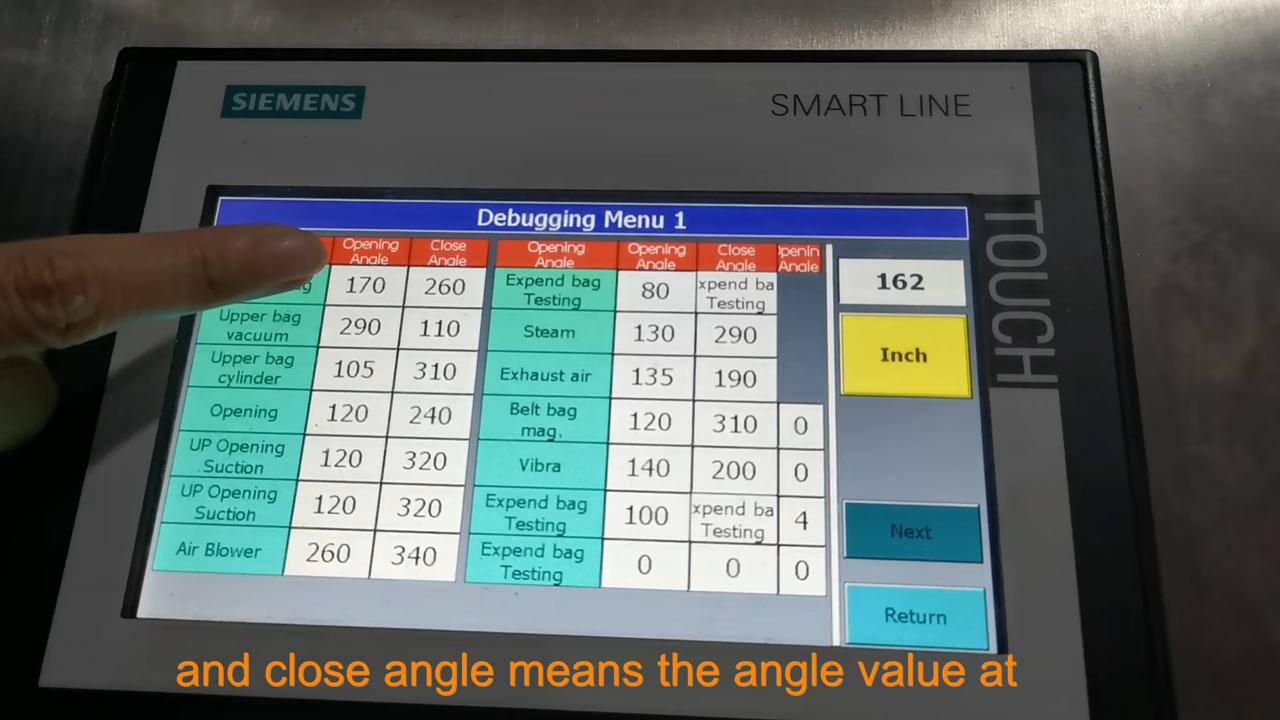 SIEMENS
SMART LINE
TOUCH
Debugging Menu 1
Opening
Angle
Close
Angle
Opening
Angle
Opening
Angle
Close
Angle
penin
Angle
170
260
Expend bag
Testing
80
xpend ba
Testing
162
Upper bag
vacuum
290
110
Steam
130
290
Inch
Upper bag
cylinder
105
310
Exhaust air
135
190
Opening
120
240
Belt bag
mag.
120
310
0
UP Opening
Suction
120
320
Vibra
140
200
0
UP Opening
Suction
120
320
Expend bag
Testing
100
xpend ba
Testing
4
Next
Air Blower
260
340
Expend bag
Testing
0
0
0
Return
and close angle means the angle value at